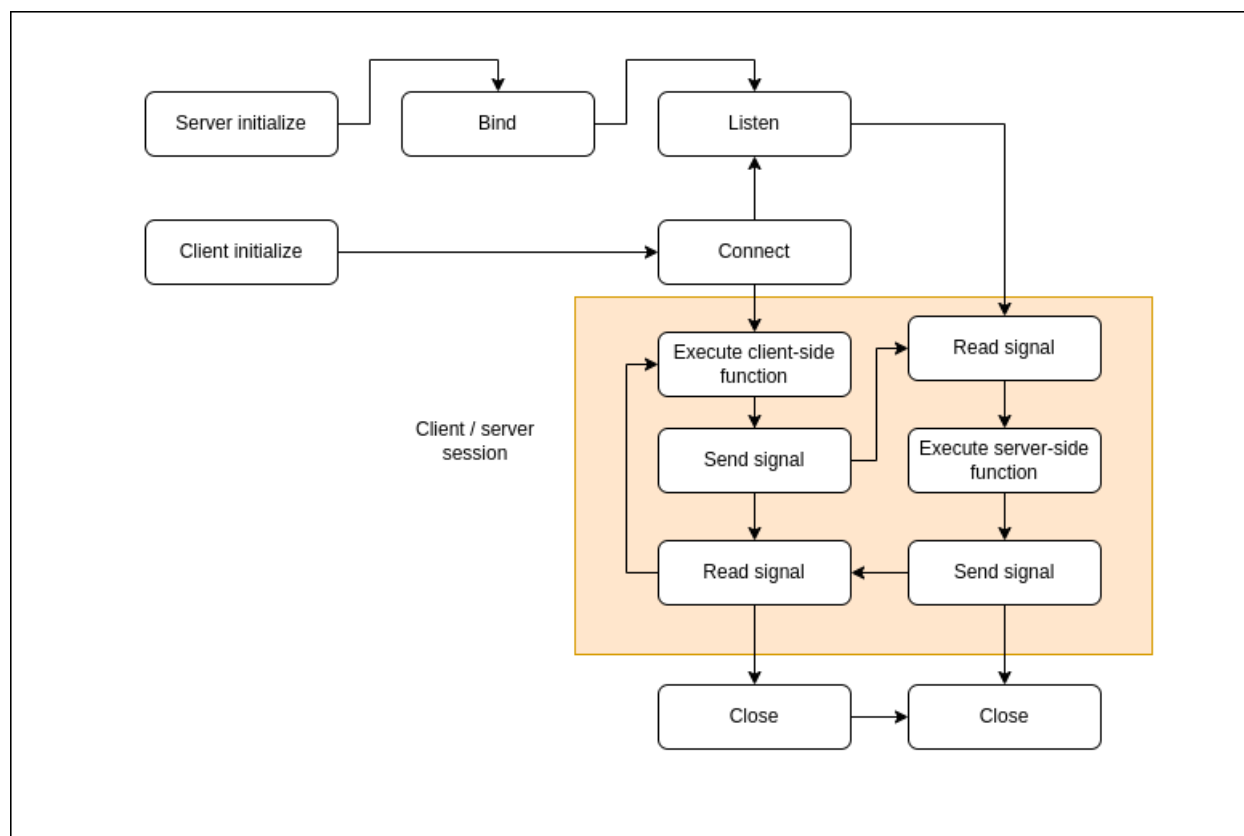 Server initialize
Bind
Listen
Client initialize
Connect
Execute client-side
function
Read signal
Client / server
session
Send signal
Execute server-side
function
Read signal
Send signal
Close
Close